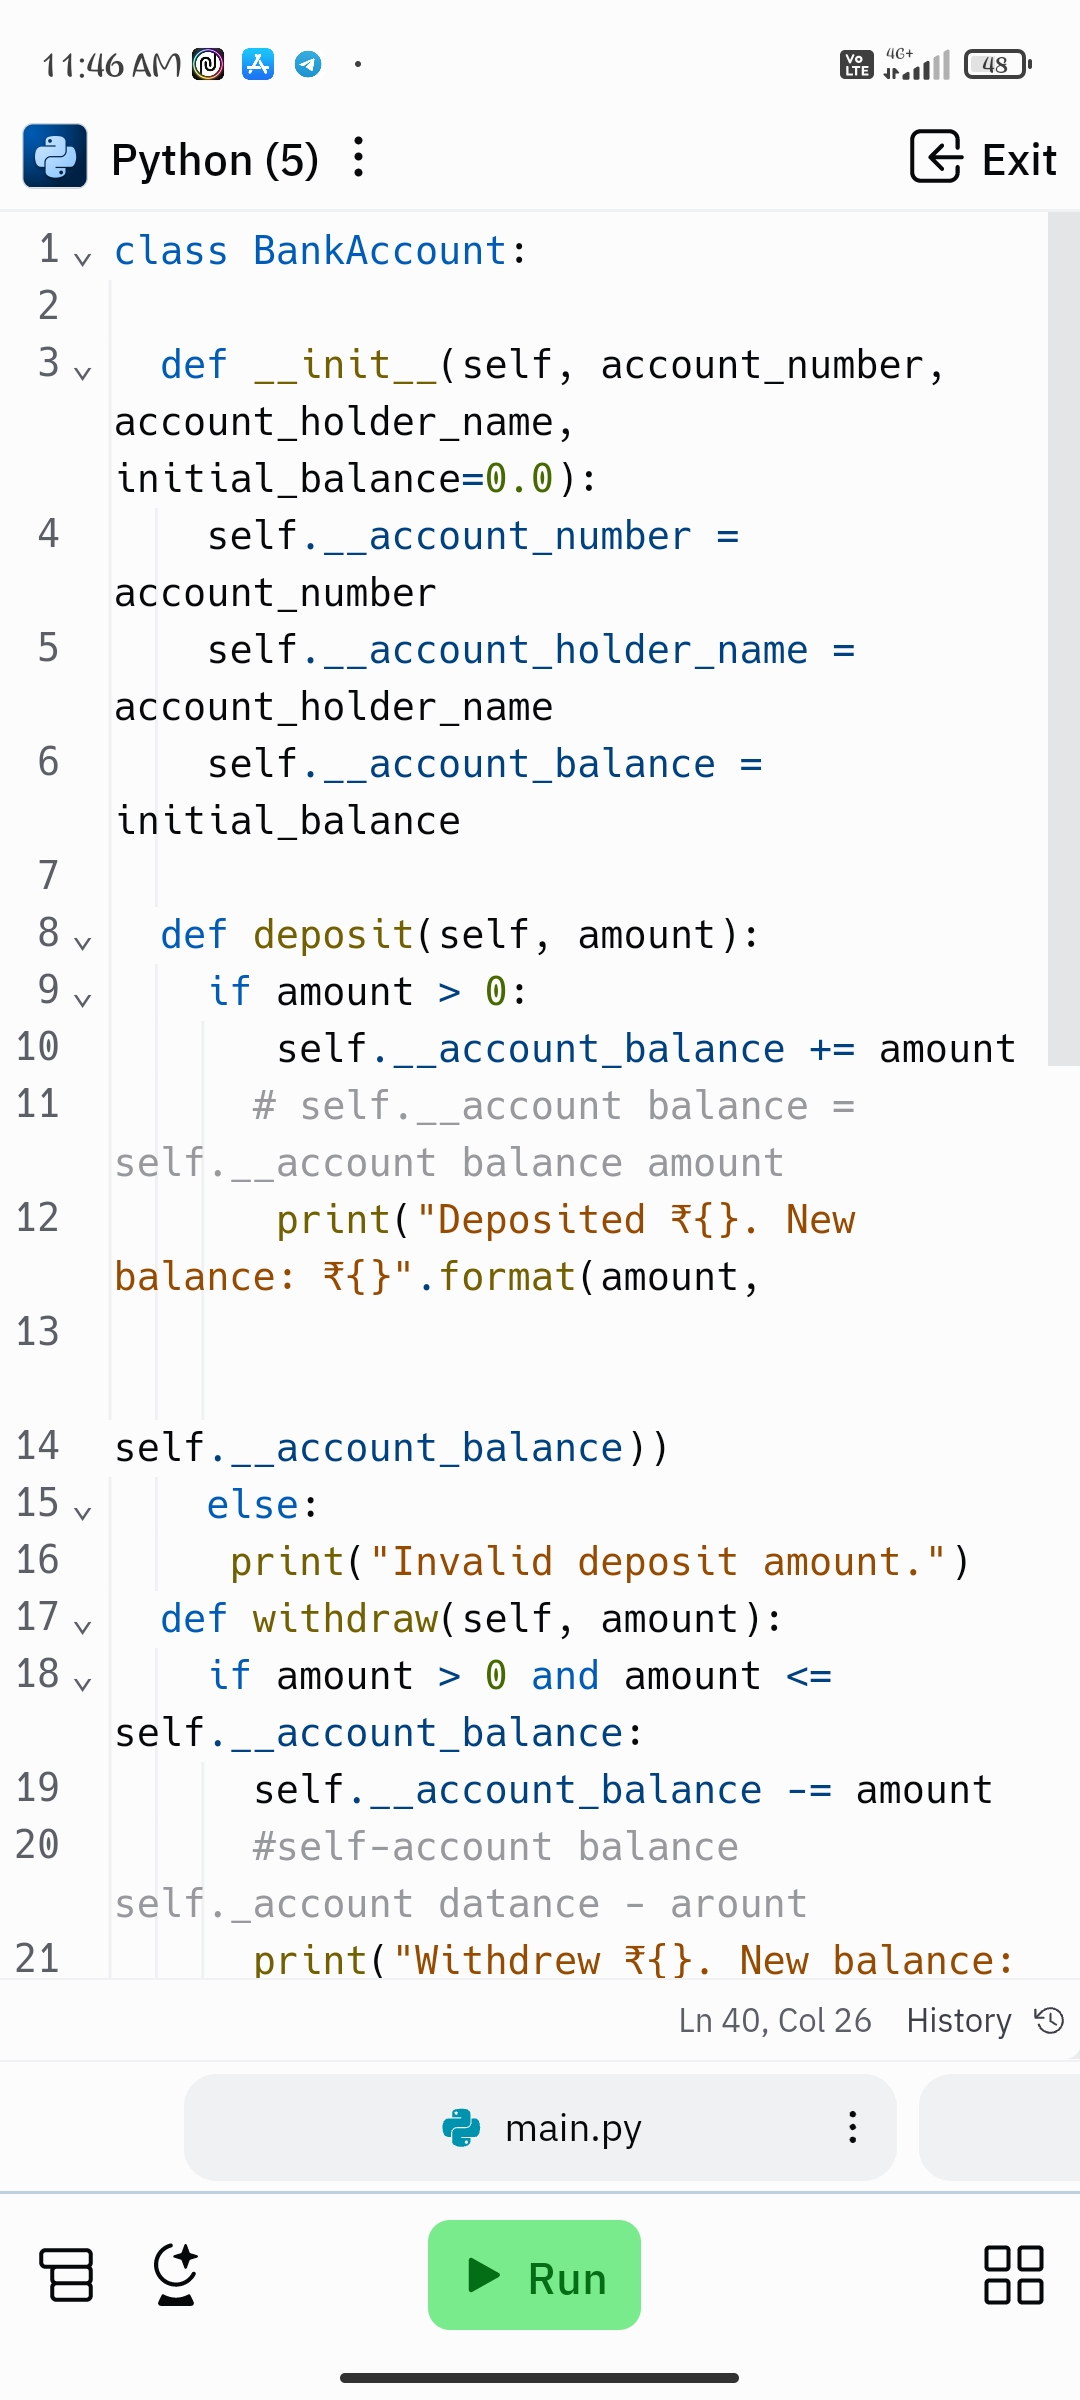 11:46 AM
Vo LTE 4G+ 48
Python (5)
Exit
1 class BankAccount:
2
3 def __init__(self, account_number,
account_holder_name,
initial_balance=0.0):
4 self.__account_number =
account_number
5 self.__account_holder_name =
account_holder_name
6 self.__account_balance =
initial_balance
7
8 def deposit(self, amount):
9 if amount > 0:
10 self.__account_balance += amount
11 # self.__account balance =
self.__account balance amount
12 print("Deposited ₹{}. New
balance: ₹{}".format(amount,
13
14 self.__account_balance))
15 else:
16 print("Invalid deposit amount.")
17 def withdraw(self, amount):
18 if amount > 0 and amount <=
self.__account_balance:
19 self.__account_balance -= amount
20 #self-account balance
self._account datance - arount
21 print("Withdrew ₹{}. New balance:
Ln 40, Col 26 History
main.py
Run